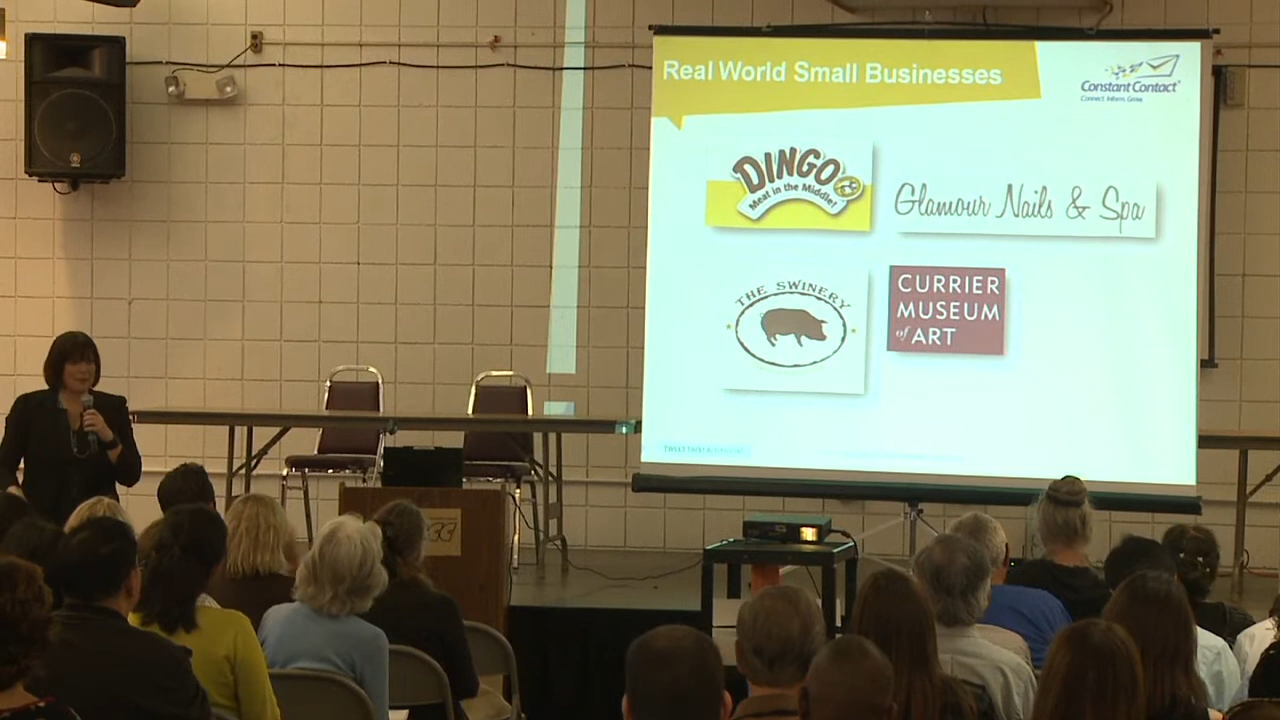 Real World Small Businesses
Constant Contact®
Connect. Inform. Grow.
DINGO
Meat in the Middle!
Glamour Nails & Spa
THE SWINERY
CURRIER
MUSEUM
of ART